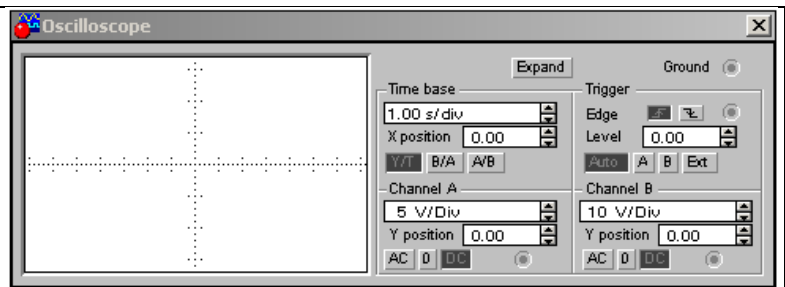 Oscilloscope
Expand
Ground
Time base
1.00 s/div
X position 0.00
Y/T B/A A/B
Trigger
Edge
Level 0.00
Auto A B Ext
Channel A
5 V/Div
Y position 0.00
AC 0 DC
Channel B
10 V/Div
Y position 0.00
AC 0 DC